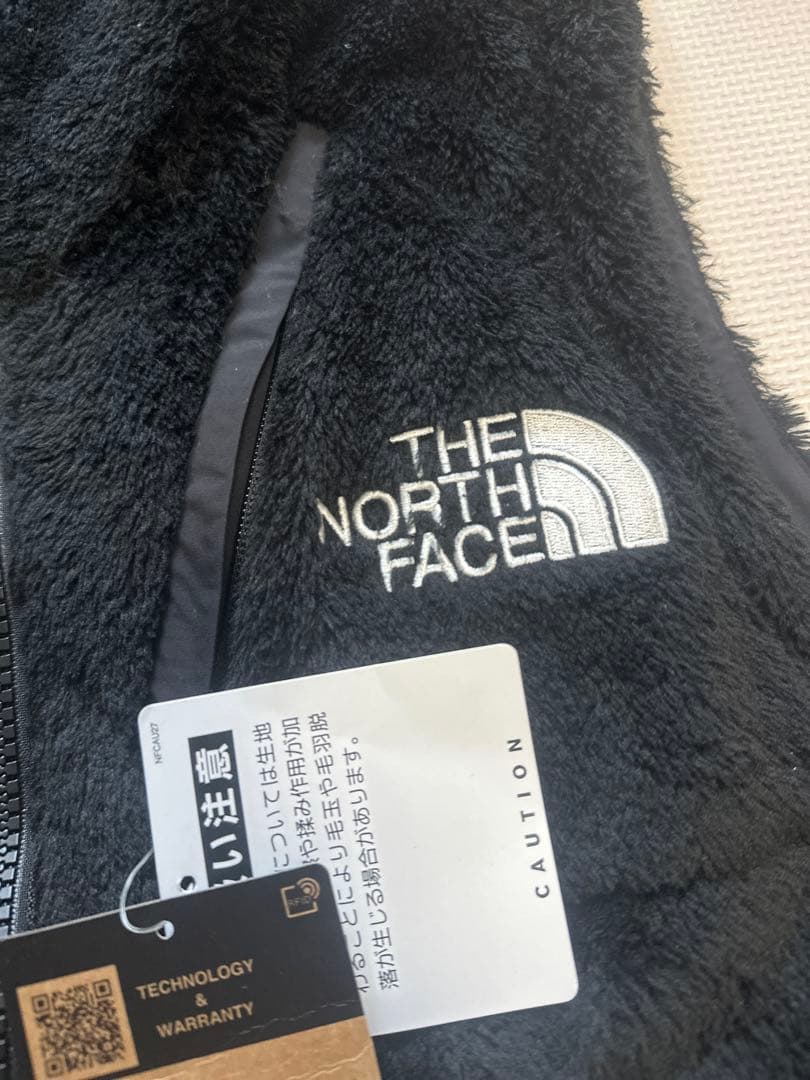 THE
NORTH
FACE
NFCAU27
い注意
については生地
や揉み作用が加
ことにより毛玉や毛羽脱
落が生じる場合があります。
CAUTION
RFID
TECHNOLOGY
&
WARRANTY